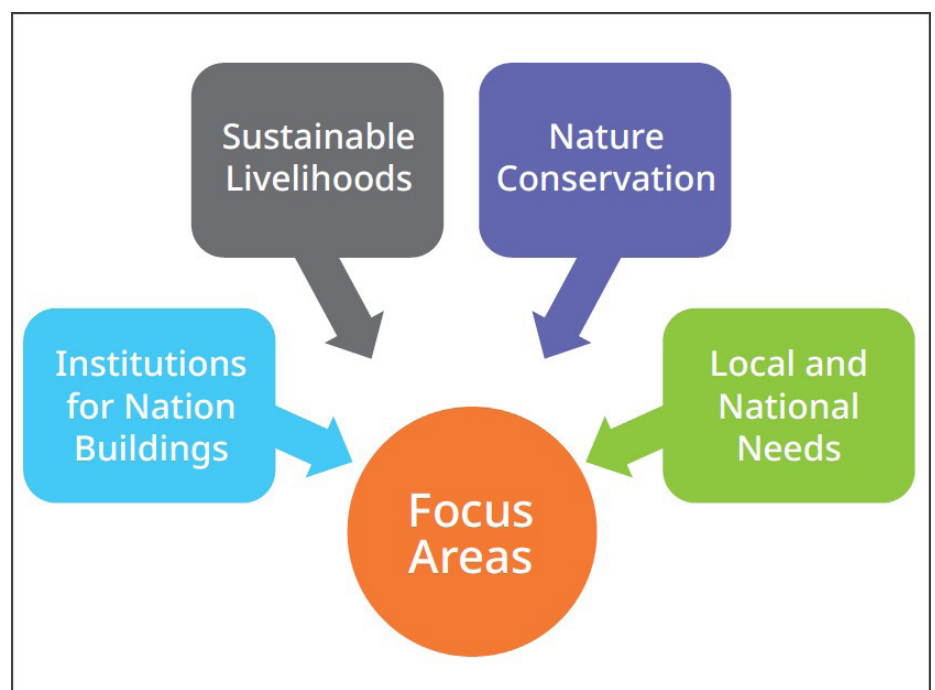 Sustainable
Livelihoods
Nature
Conservation
Institutions
for Nation
Buildings
Local and
National
Needs
Focus
Areas